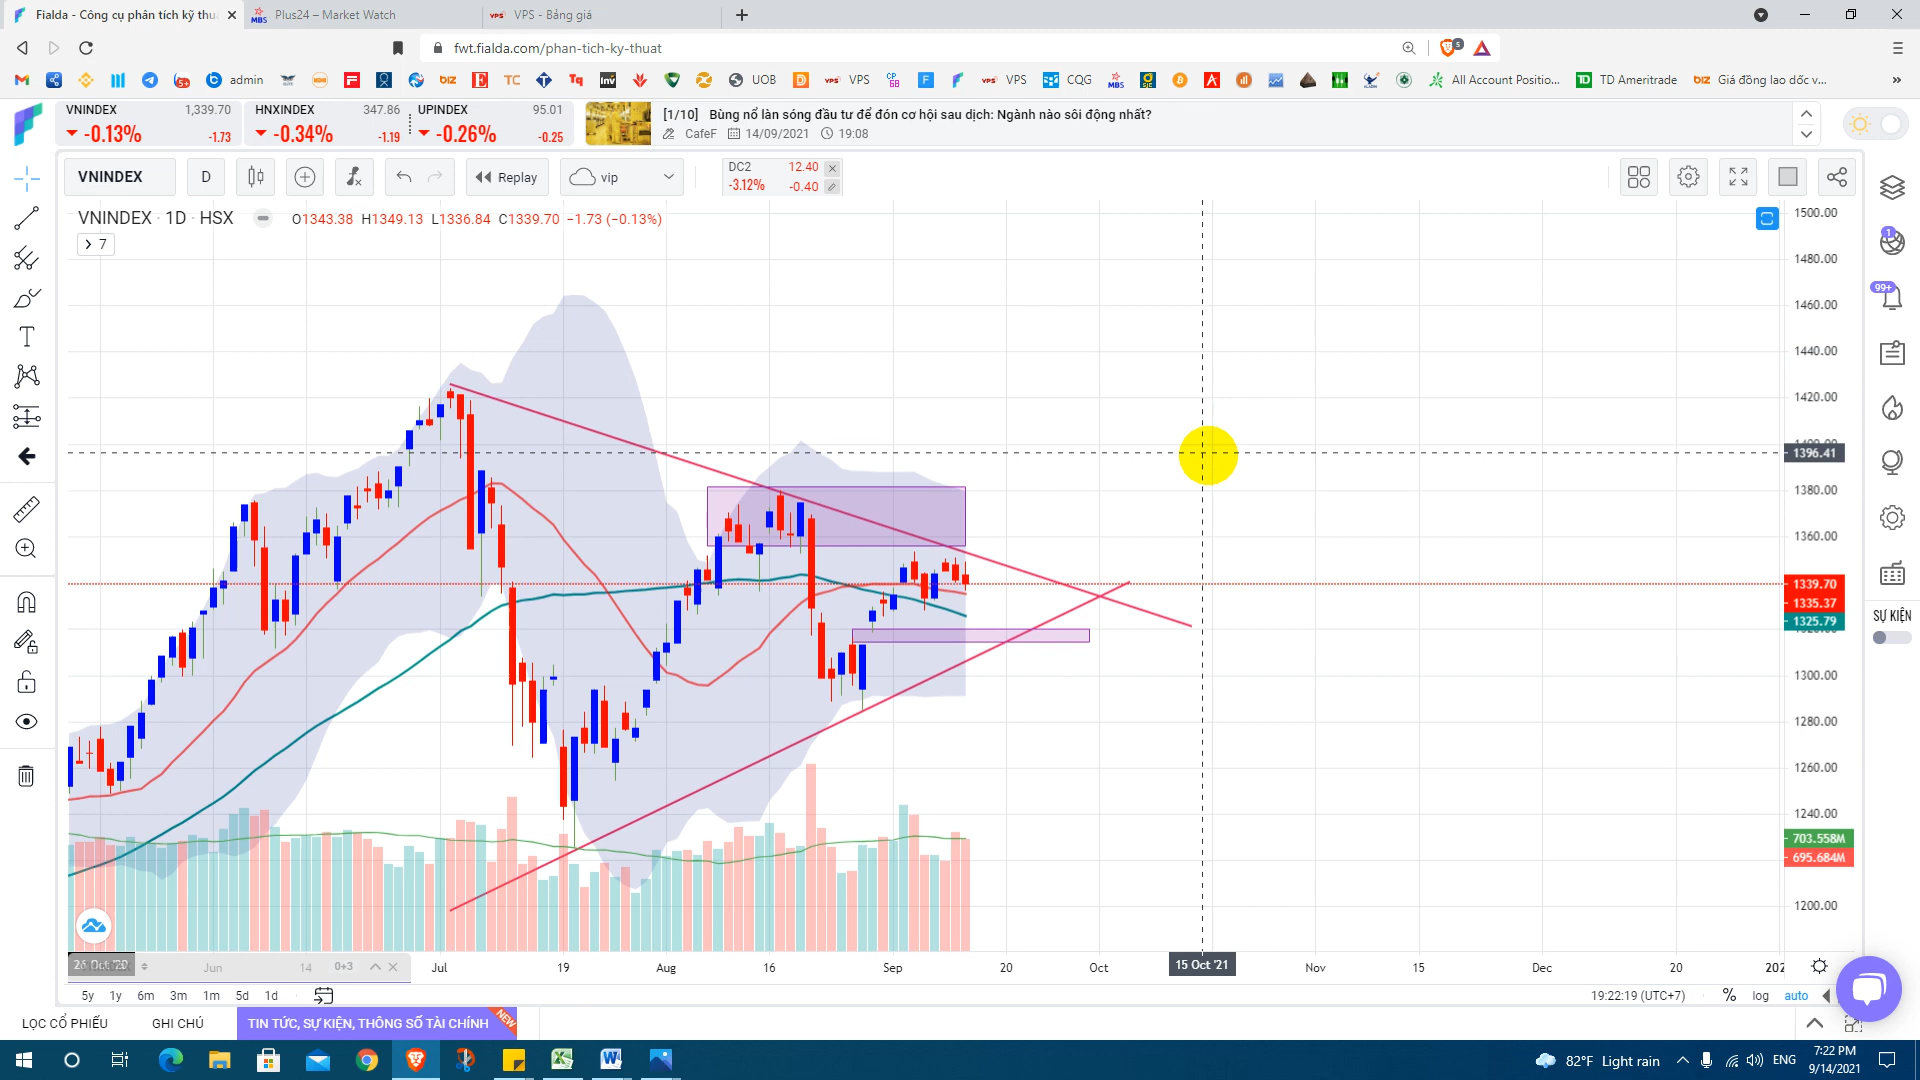 Fialda - Công cụ phân tích kỹ thu
Plus24 – Market Watch
VPS - Bảng giá
fwt.fialda.com/phan-tich-ky-thuat
5
admin
UOB
VPS
VPS
CQG
MBS
All Account Positio...
TD Ameritrade
Giá đồng lao dốc v...
VNINDEX 1,339.70
-0.13% -1.73
HNXINDEX 347.86
-0.34% -1.19
UPINDEX 95.01
-0.26% -0.25
[1/10] Bùng nổ làn sóng đầu tư để đón cơ hội sau dịch: Ngành nào sôi động nhất?
CafeF 14/09/2021 19:08
VNINDEX
D
Replay
vip
DC2 12.40
-3.12% -0.40
VNINDEX · 1D · HSX
O1343.38 H1349.13 L1336.84 C1339.70 −1.73 (−0.13%)
7
1500.00
1480.00
1460.00
1440.00
1420.00
1396.41
1380.00
1360.00
1339.70
1335.37
1325.79
1300.00
1280.00
1260.00
1240.00
703.558M
695.684M
1200.00
1
99+
SỰ KIỆN
Jun
14
0+3
Jul
19
Aug
16
Sep
20
Oct
15 Oct '21
Nov
15
Dec
20
202
5y 1y 6m 3m 1m 5d 1d
19:22:19 (UTC+7)
%
log
auto
LỌC CỔ PHIẾU
GHI CHÚ
TIN TỨC, SỰ KIỆN, THÔNG SỐ TÀI CHÍNH
NEW
82°F Light rain
ENG
7:22 PM
9/14/2021